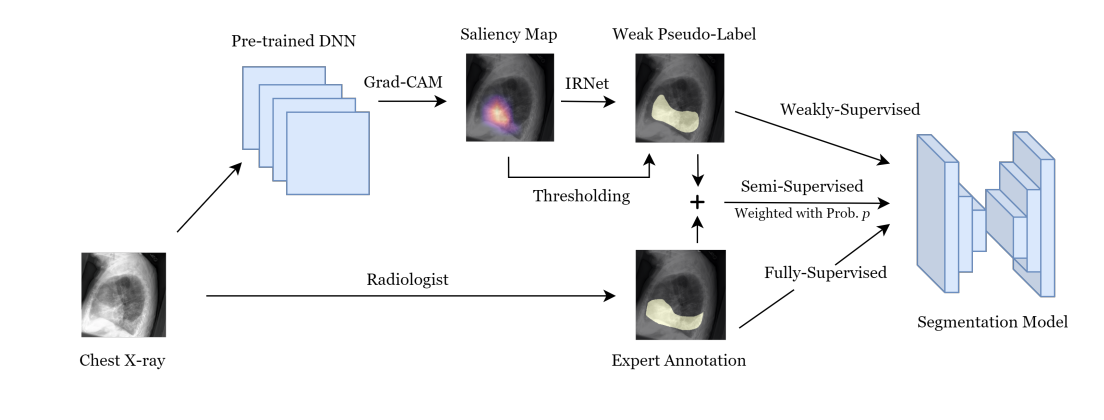 Saliency Map
Weak Pseudo-Label
Pre-trained DNN
Grad-CAM
IRNet
Weakly-Supervised
Thresholding
Semi-Supervised
+
Weighted with Prob. p
Radiologist
Fully-Supervised
Segmentation Model
Chest X-ray
Expert Annotation